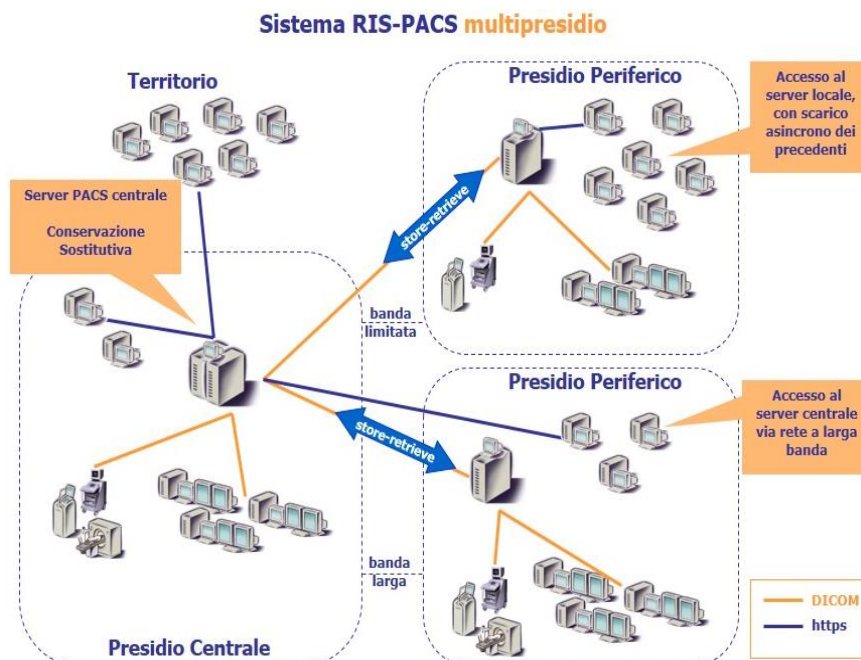 Sistema RIS-PACS multipresidio
Territorio
Presidio Periferico
Accesso al
server locale,
con scarico
asincrono dei
precedenti
Server PACS centrale
Conservazione
Sostitutiva
store-retrieve
banda
limitata
Presidio Periferico
Accesso al
server centrale
via rete a larga
banda
store-retrieve
banda
larga
Presidio Centrale
DICOM
https